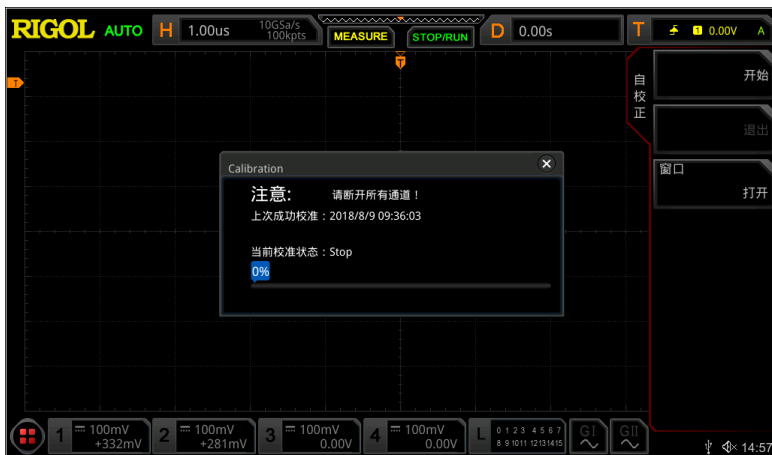 RIGOL AUTO H 1.00us 10GSa/s 100kpts MEASURE STOP/RUN D 0.00s T 1 0.00V A
T
T
自校正
开始
退出
窗口
打开
Calibration
注意: 请断开所有通道！
上次成功校准：2018/8/9 09:36:03
当前校准状态：Stop
0%
1 100mV +332mV 2 100mV +281mV 3 100mV 0.00V 4 100mV 0.00V L 0 1 2 3 4 5 6 7 8 9 10 11 12 13 14 15 GI GII
14:57